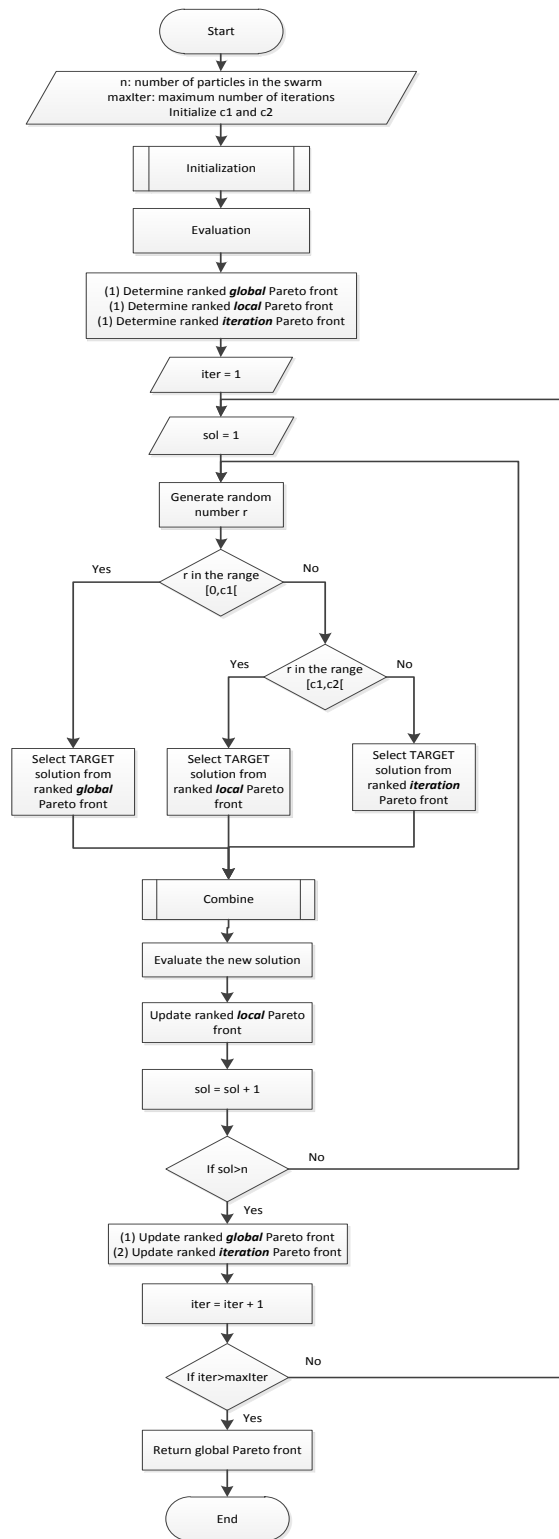 Start
n: number of particles in the swarm
maxIter: maximum number of iterations
Initialize c1 and c2
Initialization
Evaluation
(1) Determine ranked global Pareto front
(1) Determine ranked local Pareto front
(1) Determine ranked iteration Pareto front
iter = 1
sol = 1
Generate random
number r
Yes
r in the range
[0,c1[
No
Yes
r in the range
[c1,c2[
No
Select TARGET
solution from
ranked global
Pareto front
Select TARGET
solution from
ranked local Pareto
front
Select TARGET
solution from
ranked iteration
Pareto front
Combine
Evaluate the new solution
Update ranked local Pareto
front
sol = sol + 1
If sol>n
No
Yes
(1) Update ranked global Pareto front
(2) Update ranked iteration Pareto front
iter = iter + 1
If iter>maxIter
No
Yes
Return global Pareto front
End